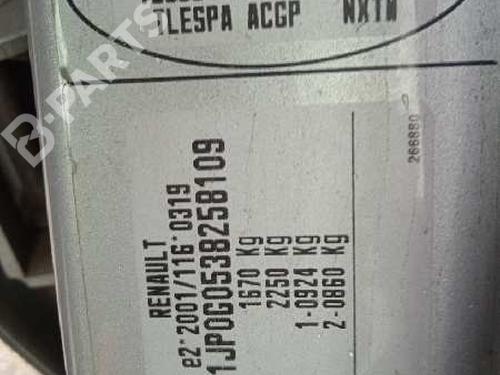 TLESPA ACGP NXTW
RENAULT
e2*2001/116*0319
1JP0G0538258109
1670 Kg
2250 Kg
1-0924 Kg
2-0860 Kg
266880
B-PARTS